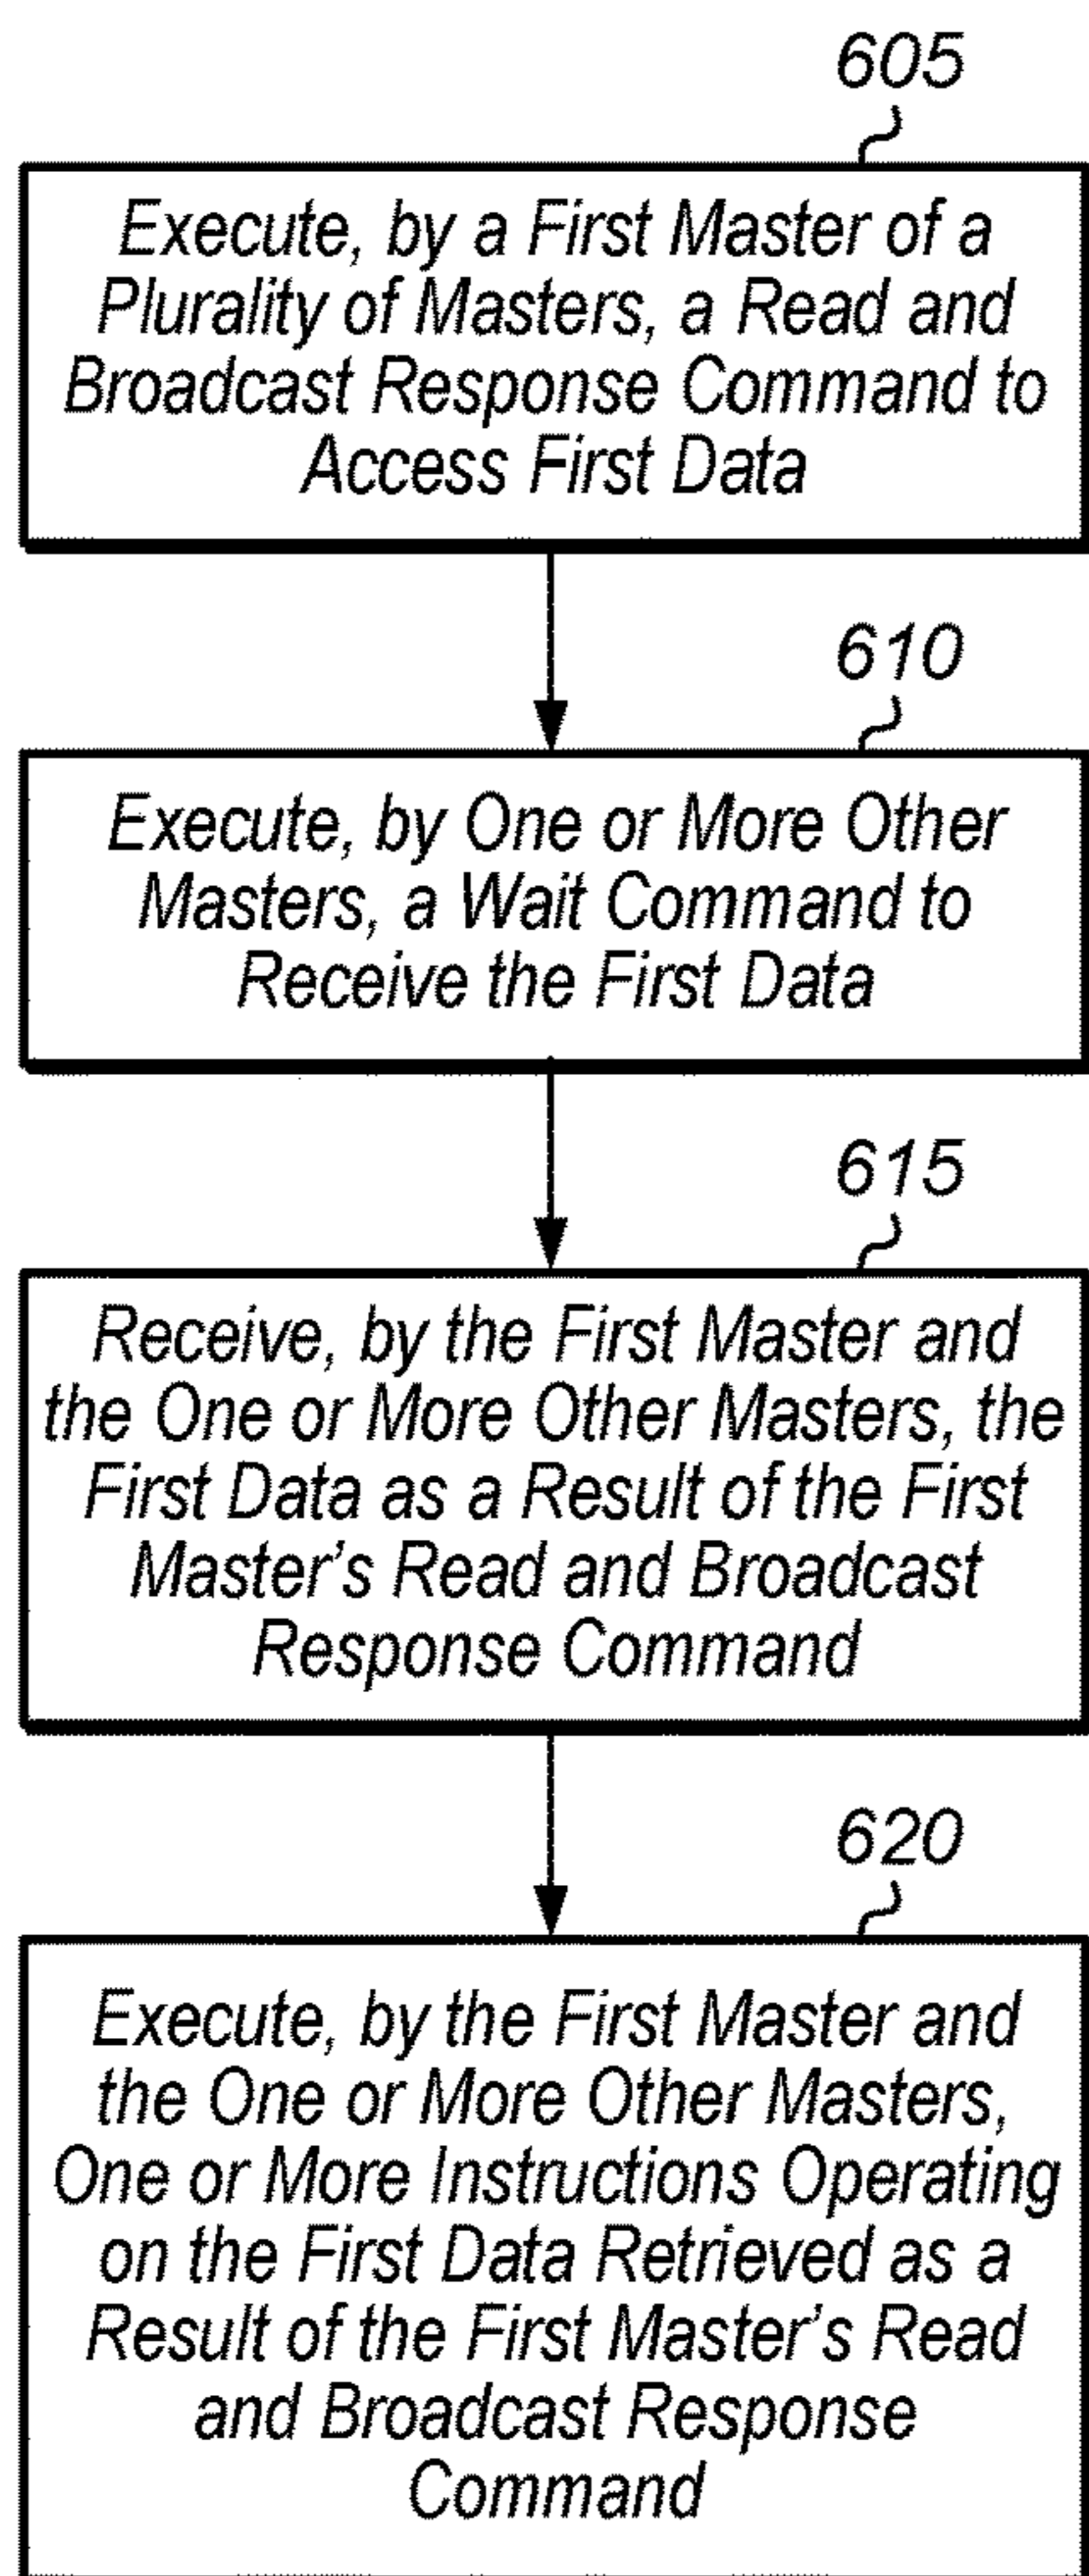 605
Execute, by a First Master of a
Plurality of Masters, a Read and
Broadcast Response Command to
Access First Data
610
Execute, by One or More Other
Masters, a Wait Command to
Receive the First Data
615
Receive, by the First Master and
the One or More Other Masters, the
First Data as a Result of the First
Master's Read and Broadcast
Response Command
620
Execute, by the First Master and
the One or More Other Masters,
One or More Instructions Operating
on the First Data Retrieved as a
Result of the First Master's Read
and Broadcast Response
Command